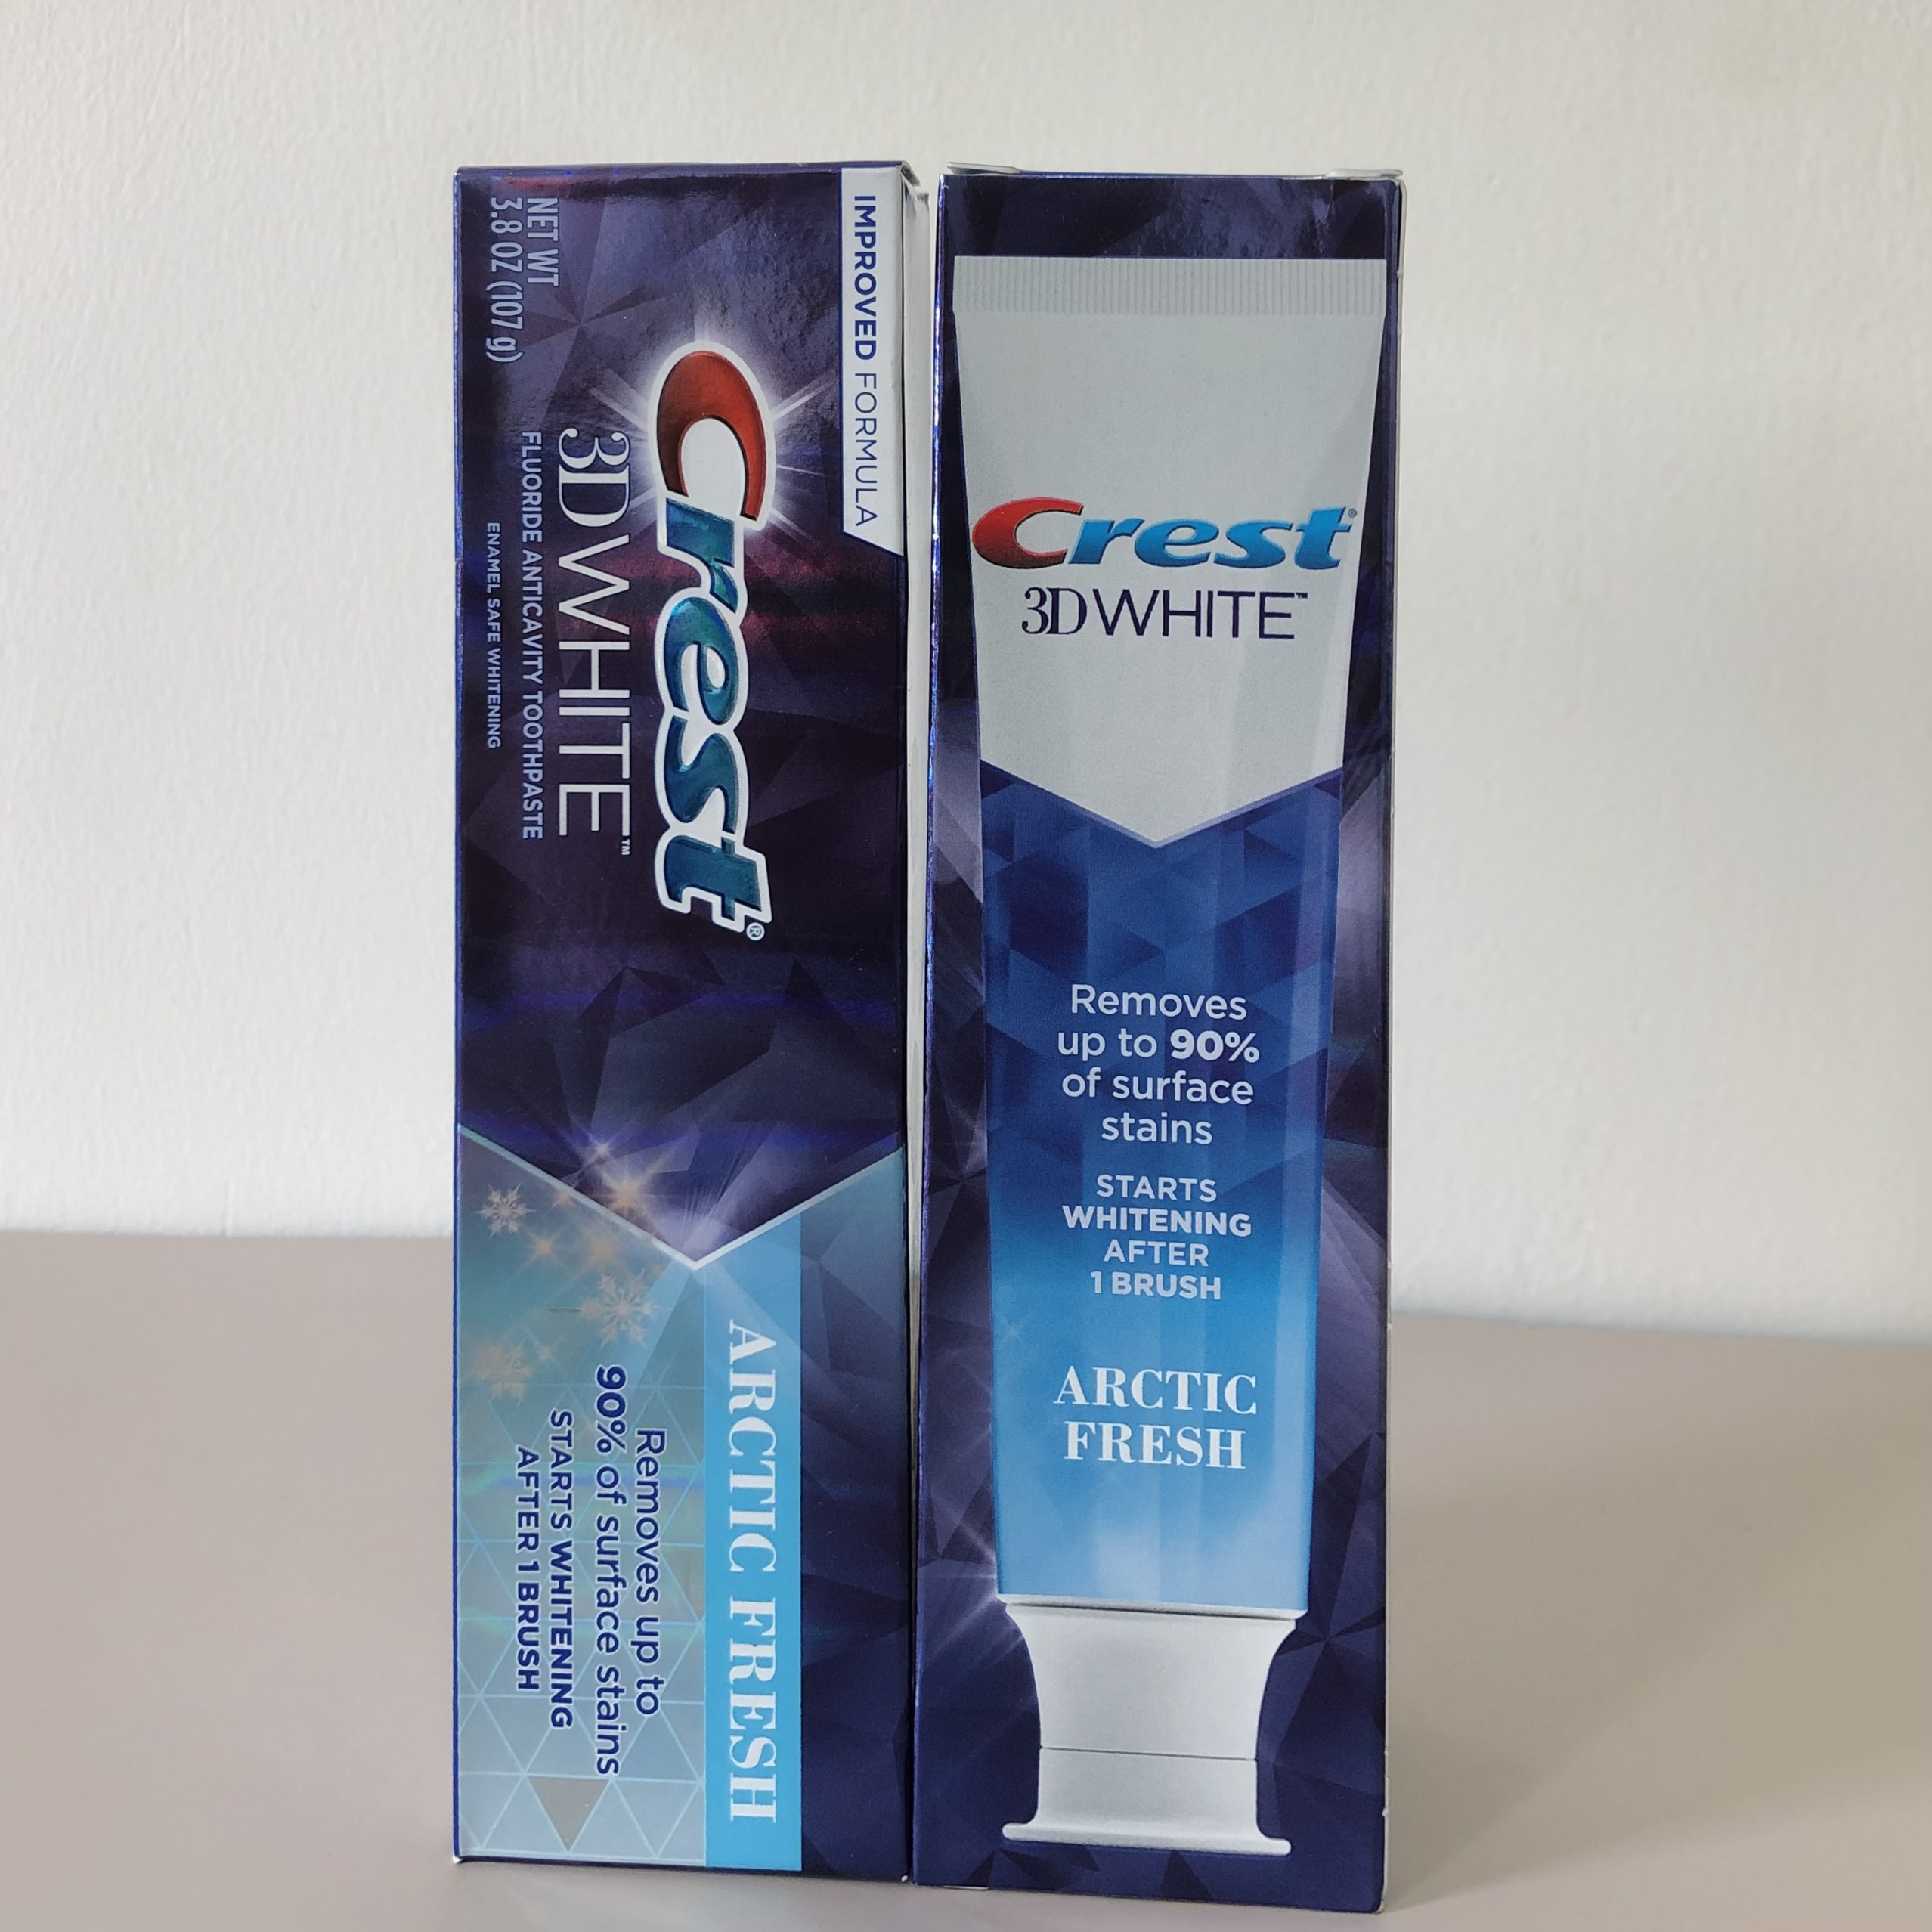 IMPROVED FORMULA
Crest®
3D WHITE™
FLUORIDE ANTICAVITY TOOTHPASTE
ENAMEL SAFE WHITENING
NET WT
3.8 OZ (107 g)
ARCTIC FRESH
Removes up to
90% of surface stains
STARTS WHITENING
AFTER 1 BRUSH
Crest®
3D WHITE™
Removes
up to 90%
of surface
stains
STARTS
WHITENING
AFTER
1 BRUSH
ARCTIC
FRESH